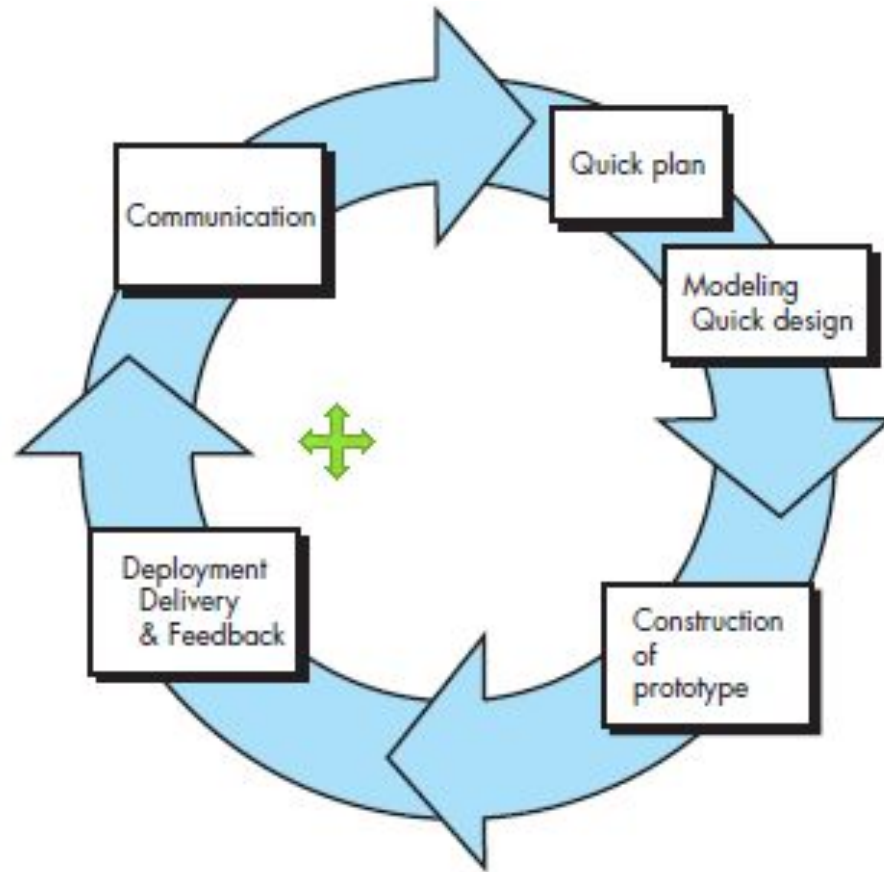 Communication
Quick plan
Modeling
Quick design
Construction
of
prototype
Deployment
Delivery
& Feedback